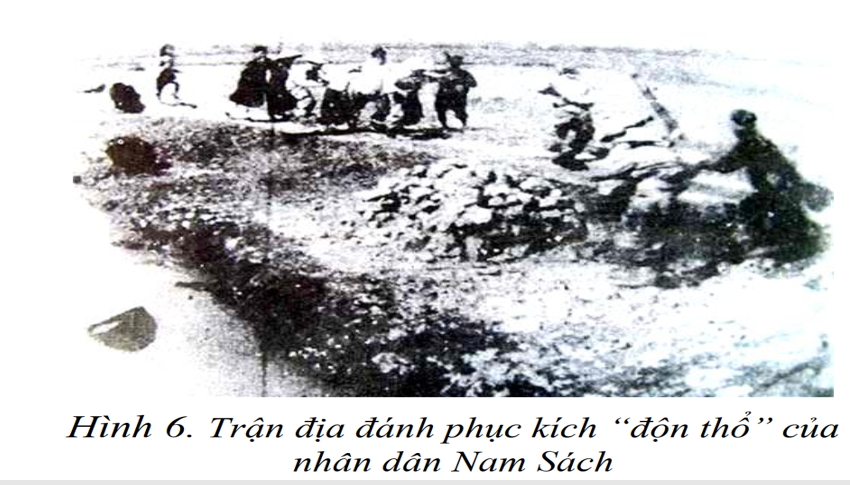 Hình 6. Trận địa đánh phục kích “độn thổ” của
nhân dân Nam Sách